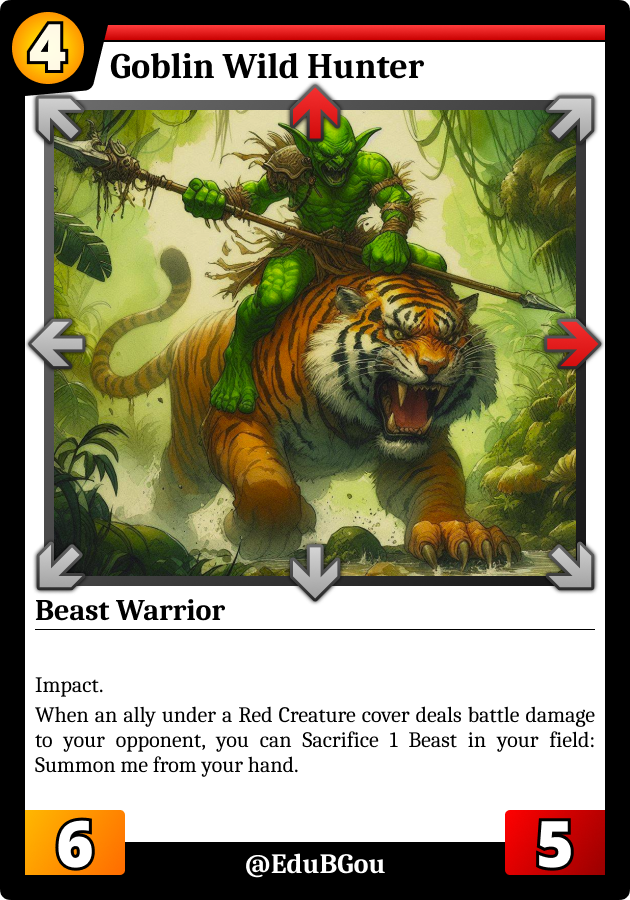 4
Goblin Wild Hunter
Beast Warrior
Impact.
When an ally under a Red Creature cover deals battle damage
to your opponent, you can Sacrifice 1 Beast in your field:
Summon me from your hand.
6
@EduBGou
5